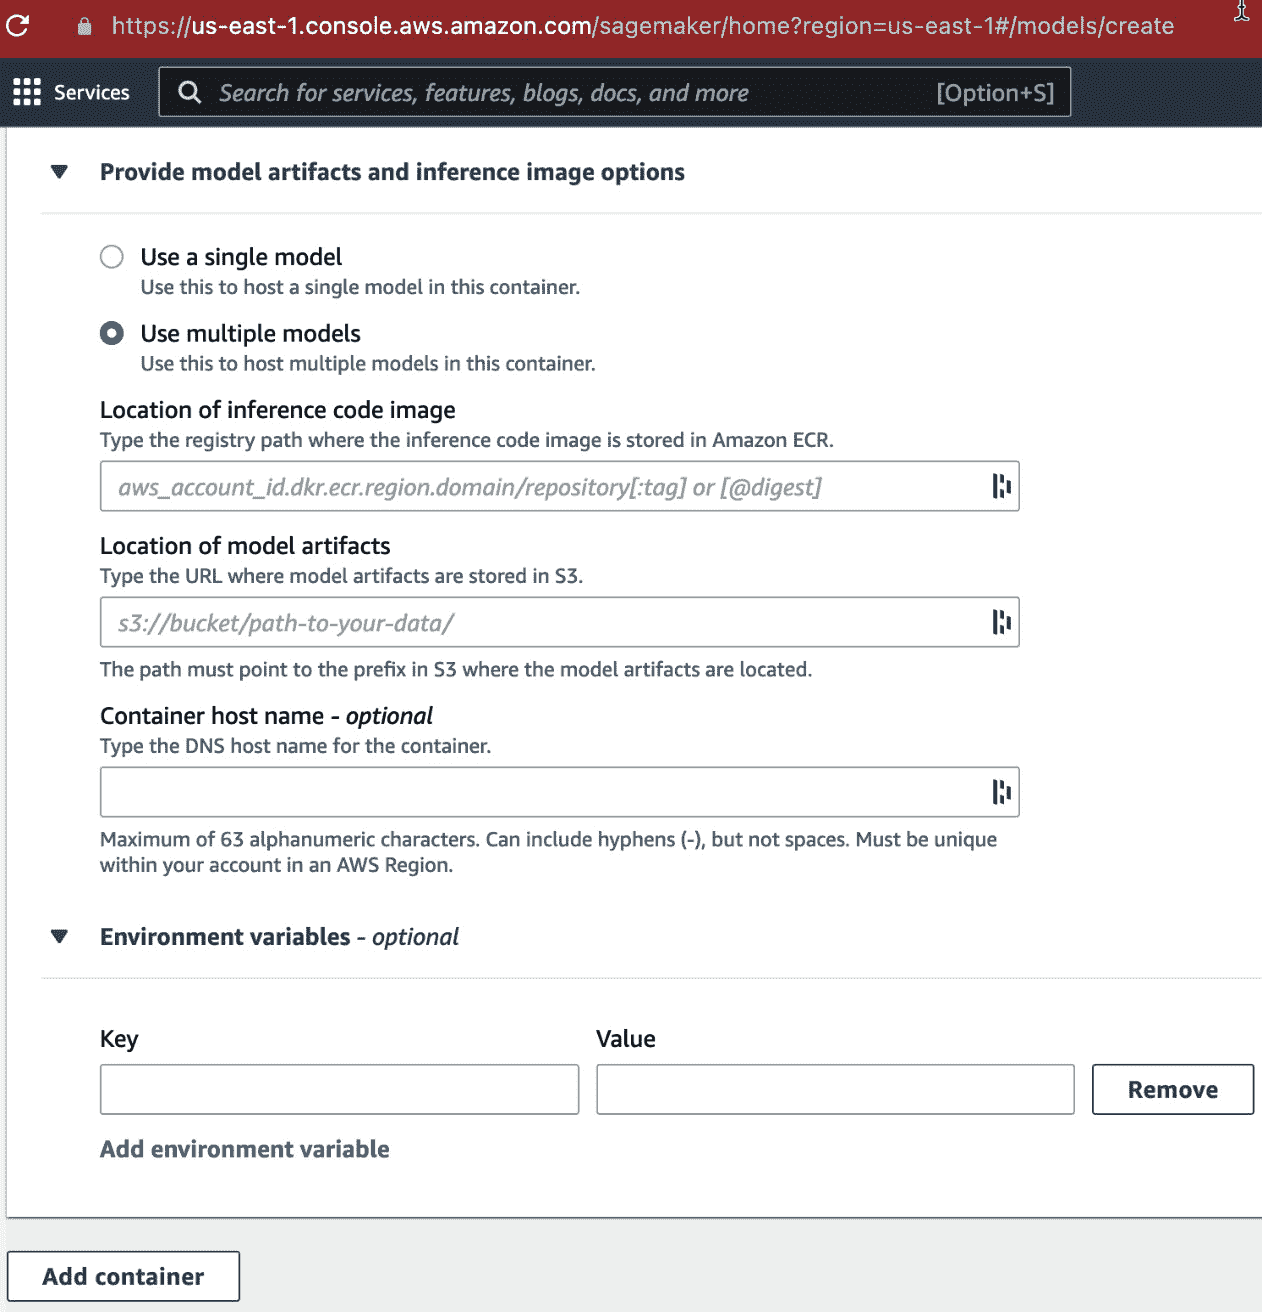 https://us-east-1.console.aws.amazon.com/sagemaker/home?region=us-east-1#/models/create
Services
Search for services, features, blogs, docs, and more
[Option+S]
Provide model artifacts and inference image options
Use a single model
Use this to host a single model in this container.
Use multiple models
Use this to host multiple models in this container.
Location of inference code image
Type the registry path where the inference code image is stored in Amazon ECR.
aws_account_id.dkr.ecr.region.domain/repository[:tag] or [@digest]
Location of model artifacts
Type the URL where model artifacts are stored in S3.
s3://bucket/path-to-your-data/
The path must point to the prefix in S3 where the model artifacts are located.
Container host name - optional
Type the DNS host name for the container.
Maximum of 63 alphanumeric characters. Can include hyphens (-), but not spaces. Must be unique
within your account in an AWS Region.
Environment variables - optional
Key
Value
Remove
Add environment variable
Add container